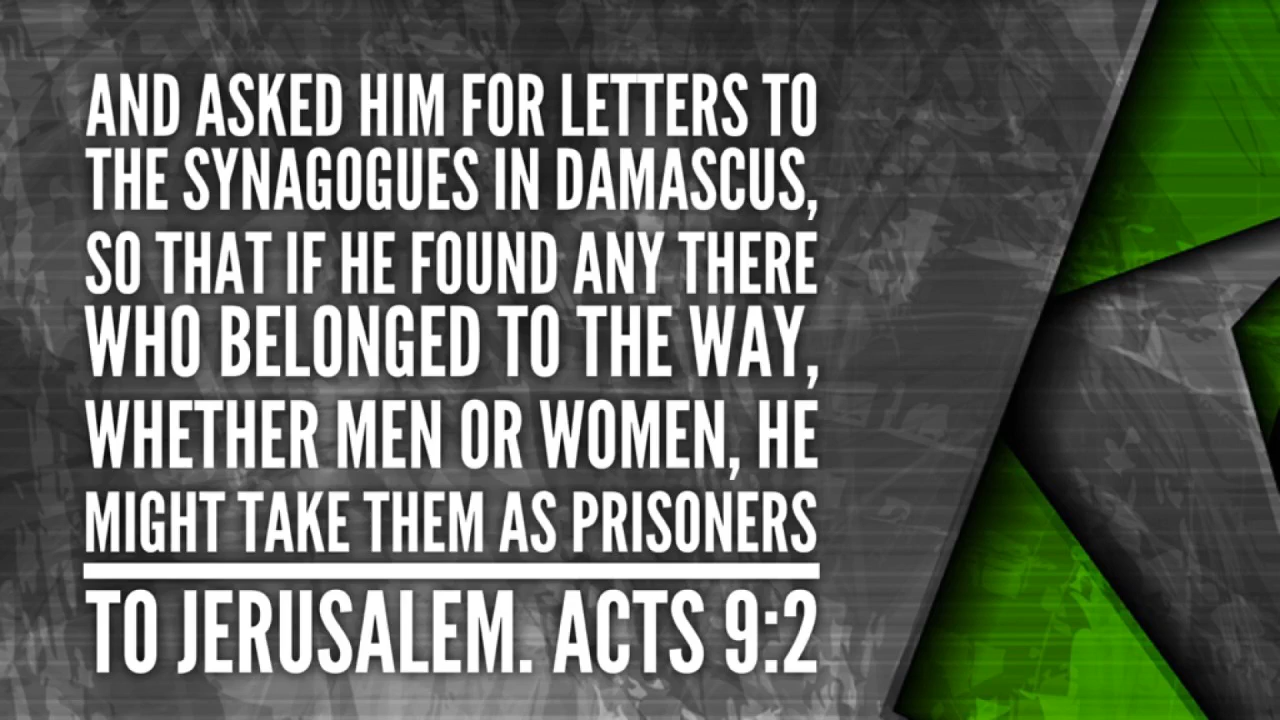 AND ASKED HIM FOR LETTERS TO
THE SYNAGOGUES IN DAMASCUS,
SO THAT IF HE FOUND ANY THERE
WHO BELONGED TO THE WAY,
WHETHER MEN OR WOMEN, HE
MIGHT TAKE THEM AS PRISONERS
TO JERUSALEM. ACTS 9:2